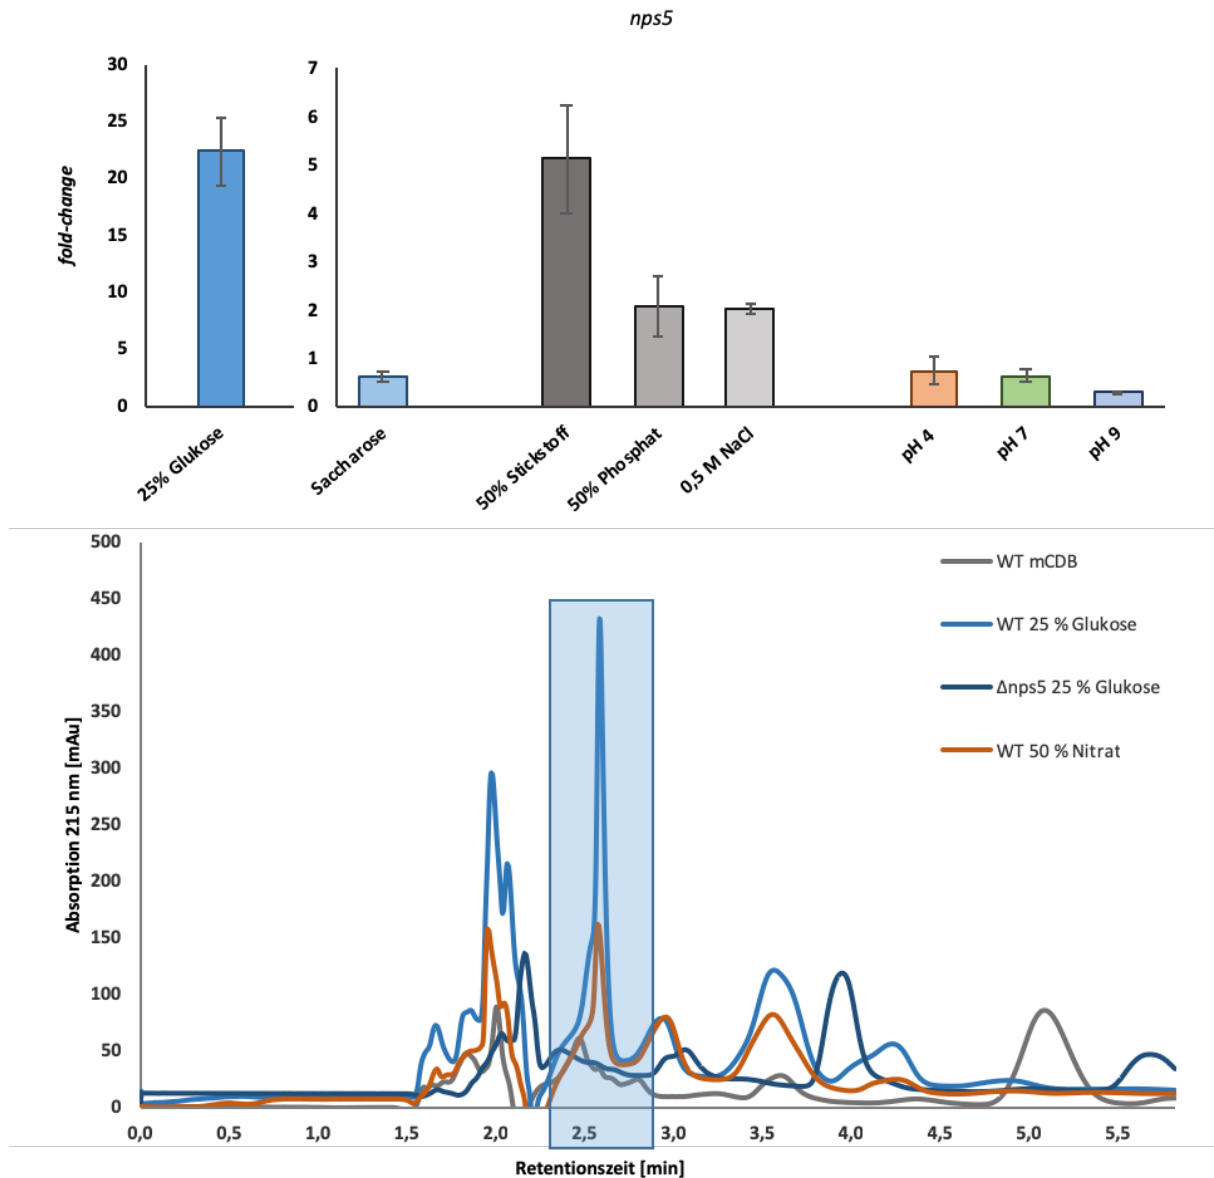 nps5
fold-change
30
25
20
15
10
5
0
7
6
5
4
3
2
1
0
25% Glukose
Saccharose
50% Stickstoff
50% Phosphat
0,5 M NaCl
pH 4
pH 7
pH 9
Absorption 215 nm [mAu]
500
450
400
350
300
250
200
150
100
50
0
WT mCDB
WT 25 % Glukose
Δnps5 25 % Glukose
WT 50 % Nitrat
0,0 0,5 1,0 1,5 2,0 2,5 3,0 3,5 4,0 4,5 5,0 5,5
Retentionszeit [min]